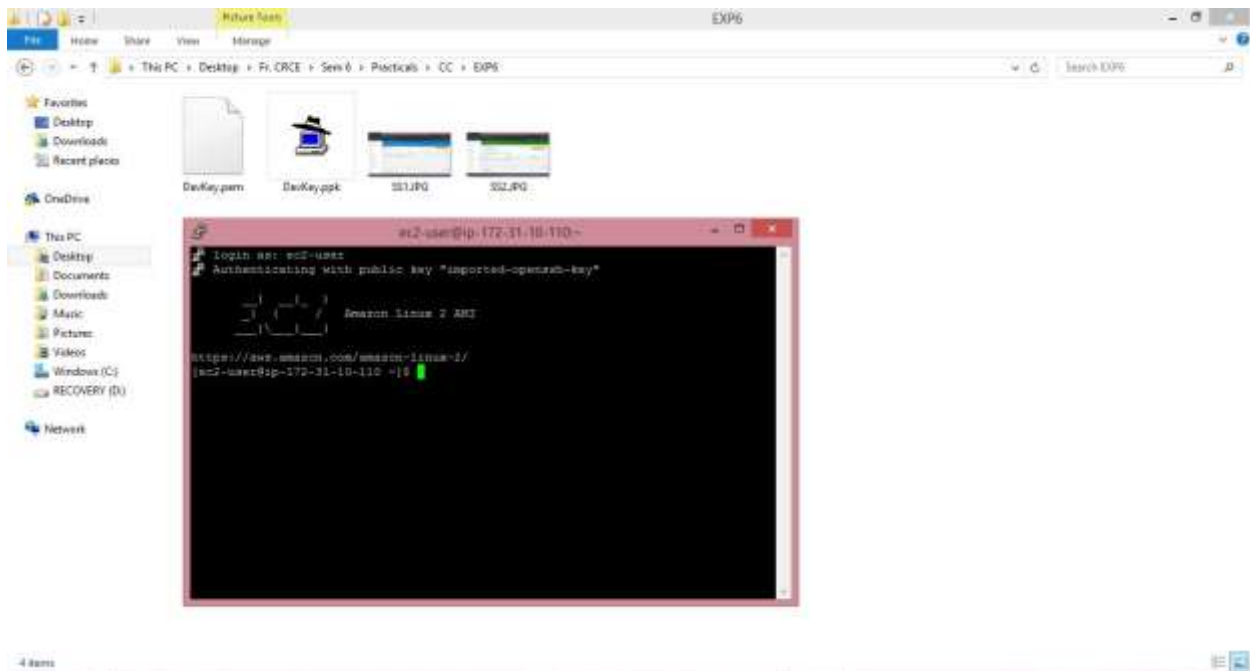 Picture Tools
EXP6
File Home Share View Manage
This PC Desktop Fr. CRCE Sem 6 Practicals CC EXP6
Search EXP6
Favorites
Desktop
Downloads
Recent places
OneDrive
This PC
Desktop
Documents
Downloads
Music
Pictures
Videos
Windows (C:)
RECOVERY (D:)
Network
DavKey.pem DavKey.ppk SS1.JPG SS2.JPG
ec2-user@ip-172-31-10-110:~
login as: ec2-user
Authenticating with public key "imported-openssh-key"
Amazon Linux 2 AMI
https://aws.amazon.com/amazon-linux-2/
[ec2-user@ip-172-31-10-110 ~]$
4 items